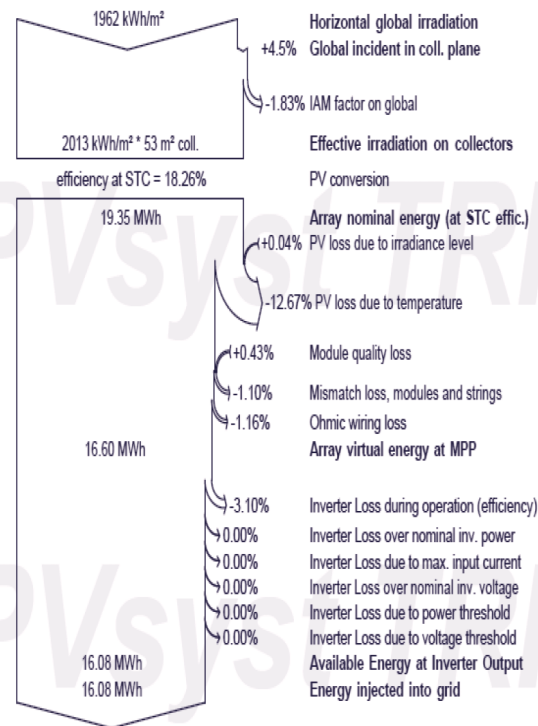 1962 kWh/m² Horizontal global irradiation
+4.5% Global incident in coll. plane
-1.83% IAM factor on global
2013 kWh/m² * 53 m² coll. Effective irradiation on collectors
efficiency at STC = 18.26% PV conversion
19.35 MWh Array nominal energy (at STC effic.)
+0.04% PV loss due to irradiance level
-12.67% PV loss due to temperature
+0.43% Module quality loss
-1.10% Mismatch loss, modules and strings
-1.16% Ohmic wiring loss
16.60 MWh Array virtual energy at MPP
-3.10% Inverter Loss during operation (efficiency)
0.00% Inverter Loss over nominal inv. power
0.00% Inverter Loss due to max. input current
0.00% Inverter Loss over nominal inv. voltage
0.00% Inverter Loss due to power threshold
0.00% Inverter Loss due to voltage threshold
16.08 MWh Available Energy at Inverter Output
16.08 MWh Energy injected into grid
PVsyst TRI
PVsyst TRI